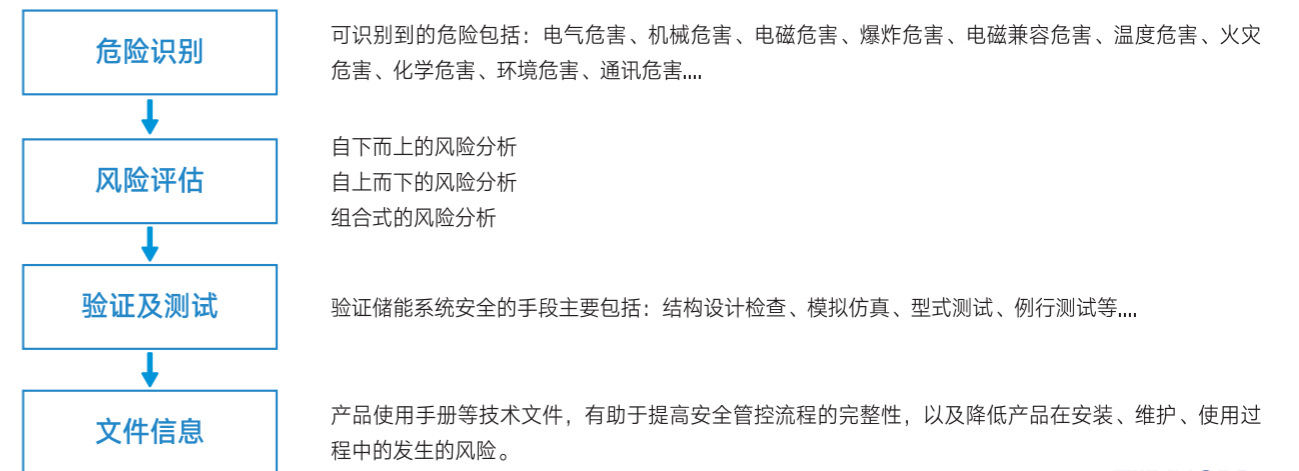 危险识别
可识别到的危险包括：电气危害、机械危害、电磁危害、爆炸危害、电磁兼容危害、温度危害、火灾
危害、化学危害、环境危害、通讯危害....
风险评估
自下而上的风险分析
自上而下的风险分析
组合式的风险分析
验证及测试
验证储能系统安全的手段主要包括：结构设计检查、模拟仿真、型式测试、例行测试等....
文件信息
产品使用手册等技术文件，有助于提高安全管控流程的完整性，以及降低产品在安装、维护、使用过
程中的发生的风险。